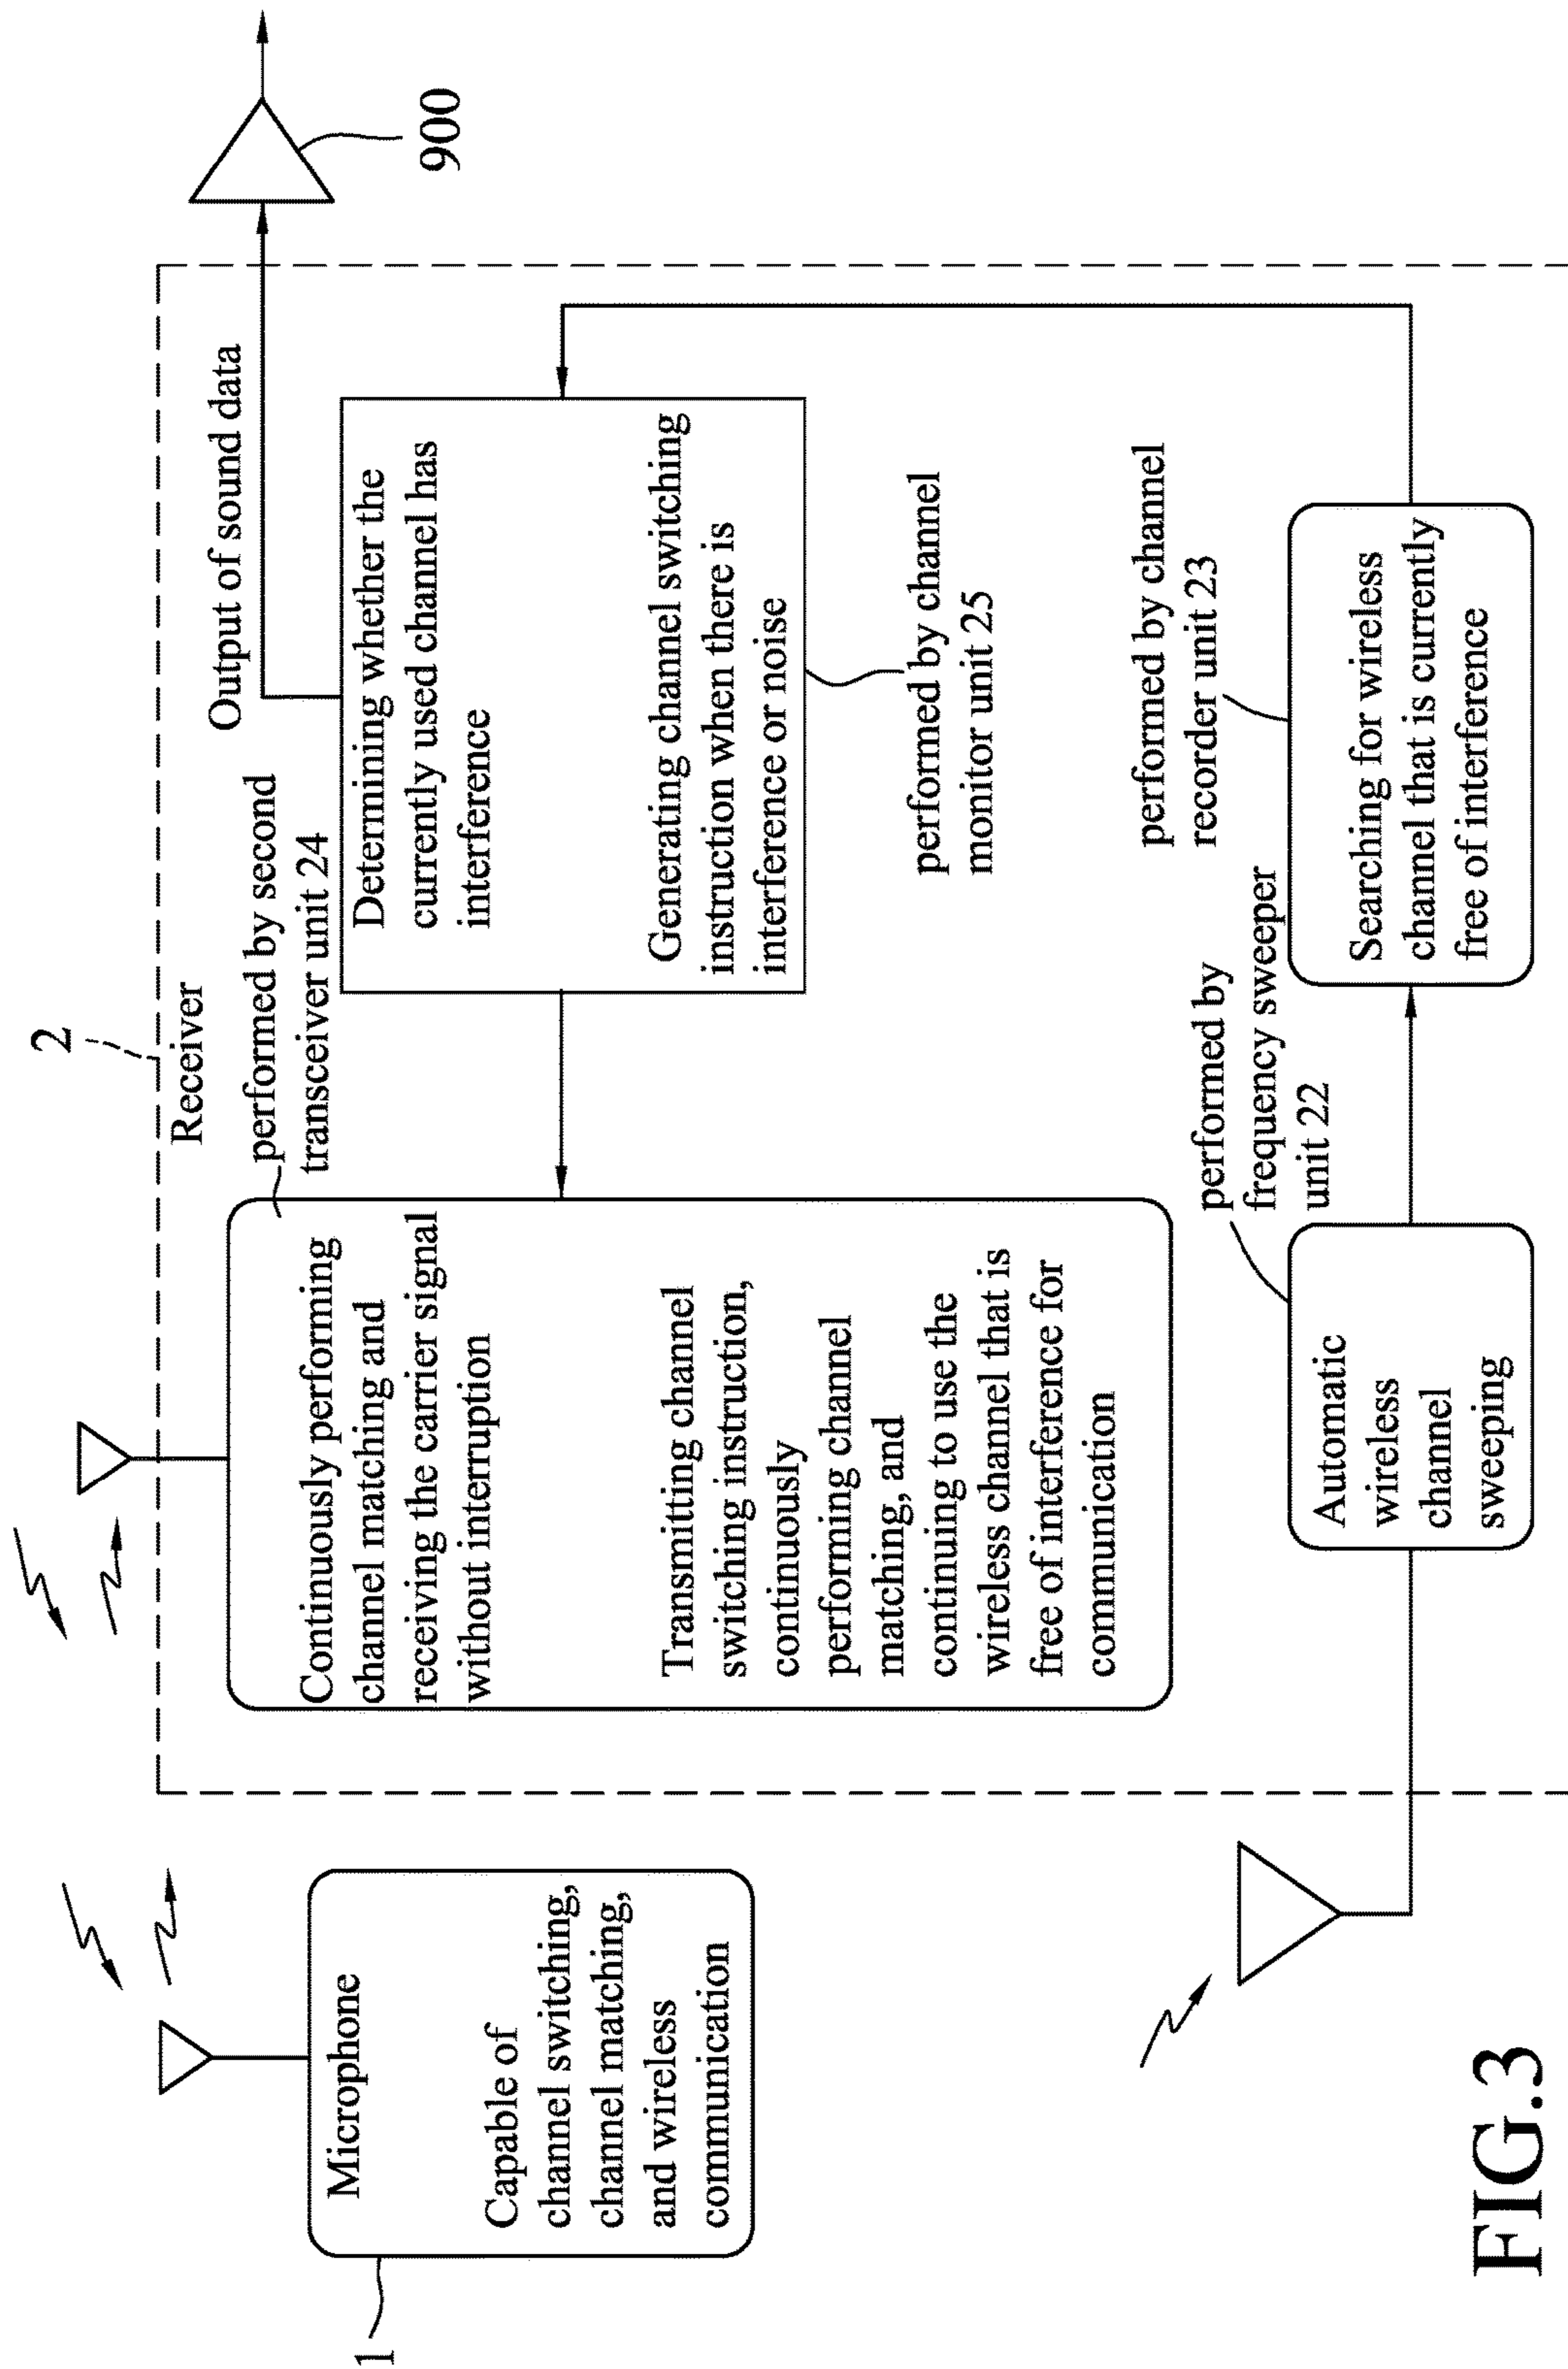 2
Receiver
Output of sound data
900
performed by second
transceiver unit 24
Continuously performing
channel matching and
receiving the carrier signal
without interruption
Transmitting channel
switching instruction,
continuously
performing channel
matching, and
continuing to use the
wireless channel that is
free of interference for
communication
Determining whether the
currently used channel has
interference
Generating channel switching
instruction when there is
interference or noise
performed by channel
monitor unit 25
Microphone
Capable of
channel switching,
channel matching,
and wireless
communication
1
performed by
frequency sweeper
unit 22
Automatic
wireless
channel
sweeping
performed by channel
recorder unit 23
Searching for wireless
channel that is currently
free of interference
FIG.3